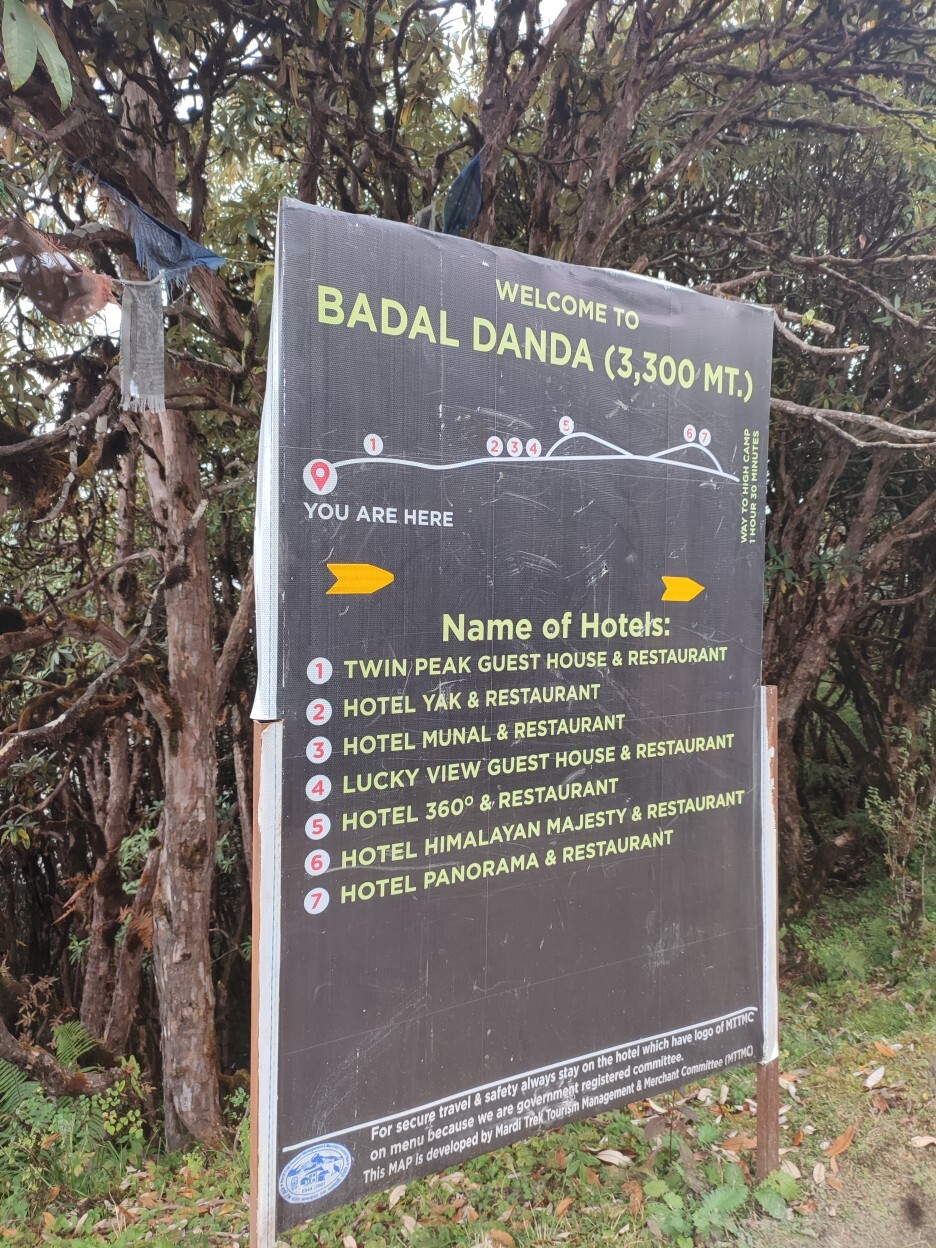 WELCOME TO
BADAL DANDA (3,300 MT.)
1
2 3 4
5
6 7
WAY TO HIGH CAMP
1 HOUR 30 MINUTES
YOU ARE HERE
Name of Hotels:
1 TWIN PEAK GUEST HOUSE & RESTAURANT
2 HOTEL YAK & RESTAURANT
3 HOTEL MUNAL & RESTAURANT
4 LUCKY VIEW GUEST HOUSE & RESTAURANT
5 HOTEL 360° & RESTAURANT
6 HOTEL HIMALAYAN MAJESTY & RESTAURANT
7 HOTEL PANORAMA & RESTAURANT
For secure travel & safety always stay on the hotel which have logo of MTTMC
on menu because we are government registered committee.
This MAP is developed by Mardi Trek Tourism Management & Merchant Committee (MTTMC)